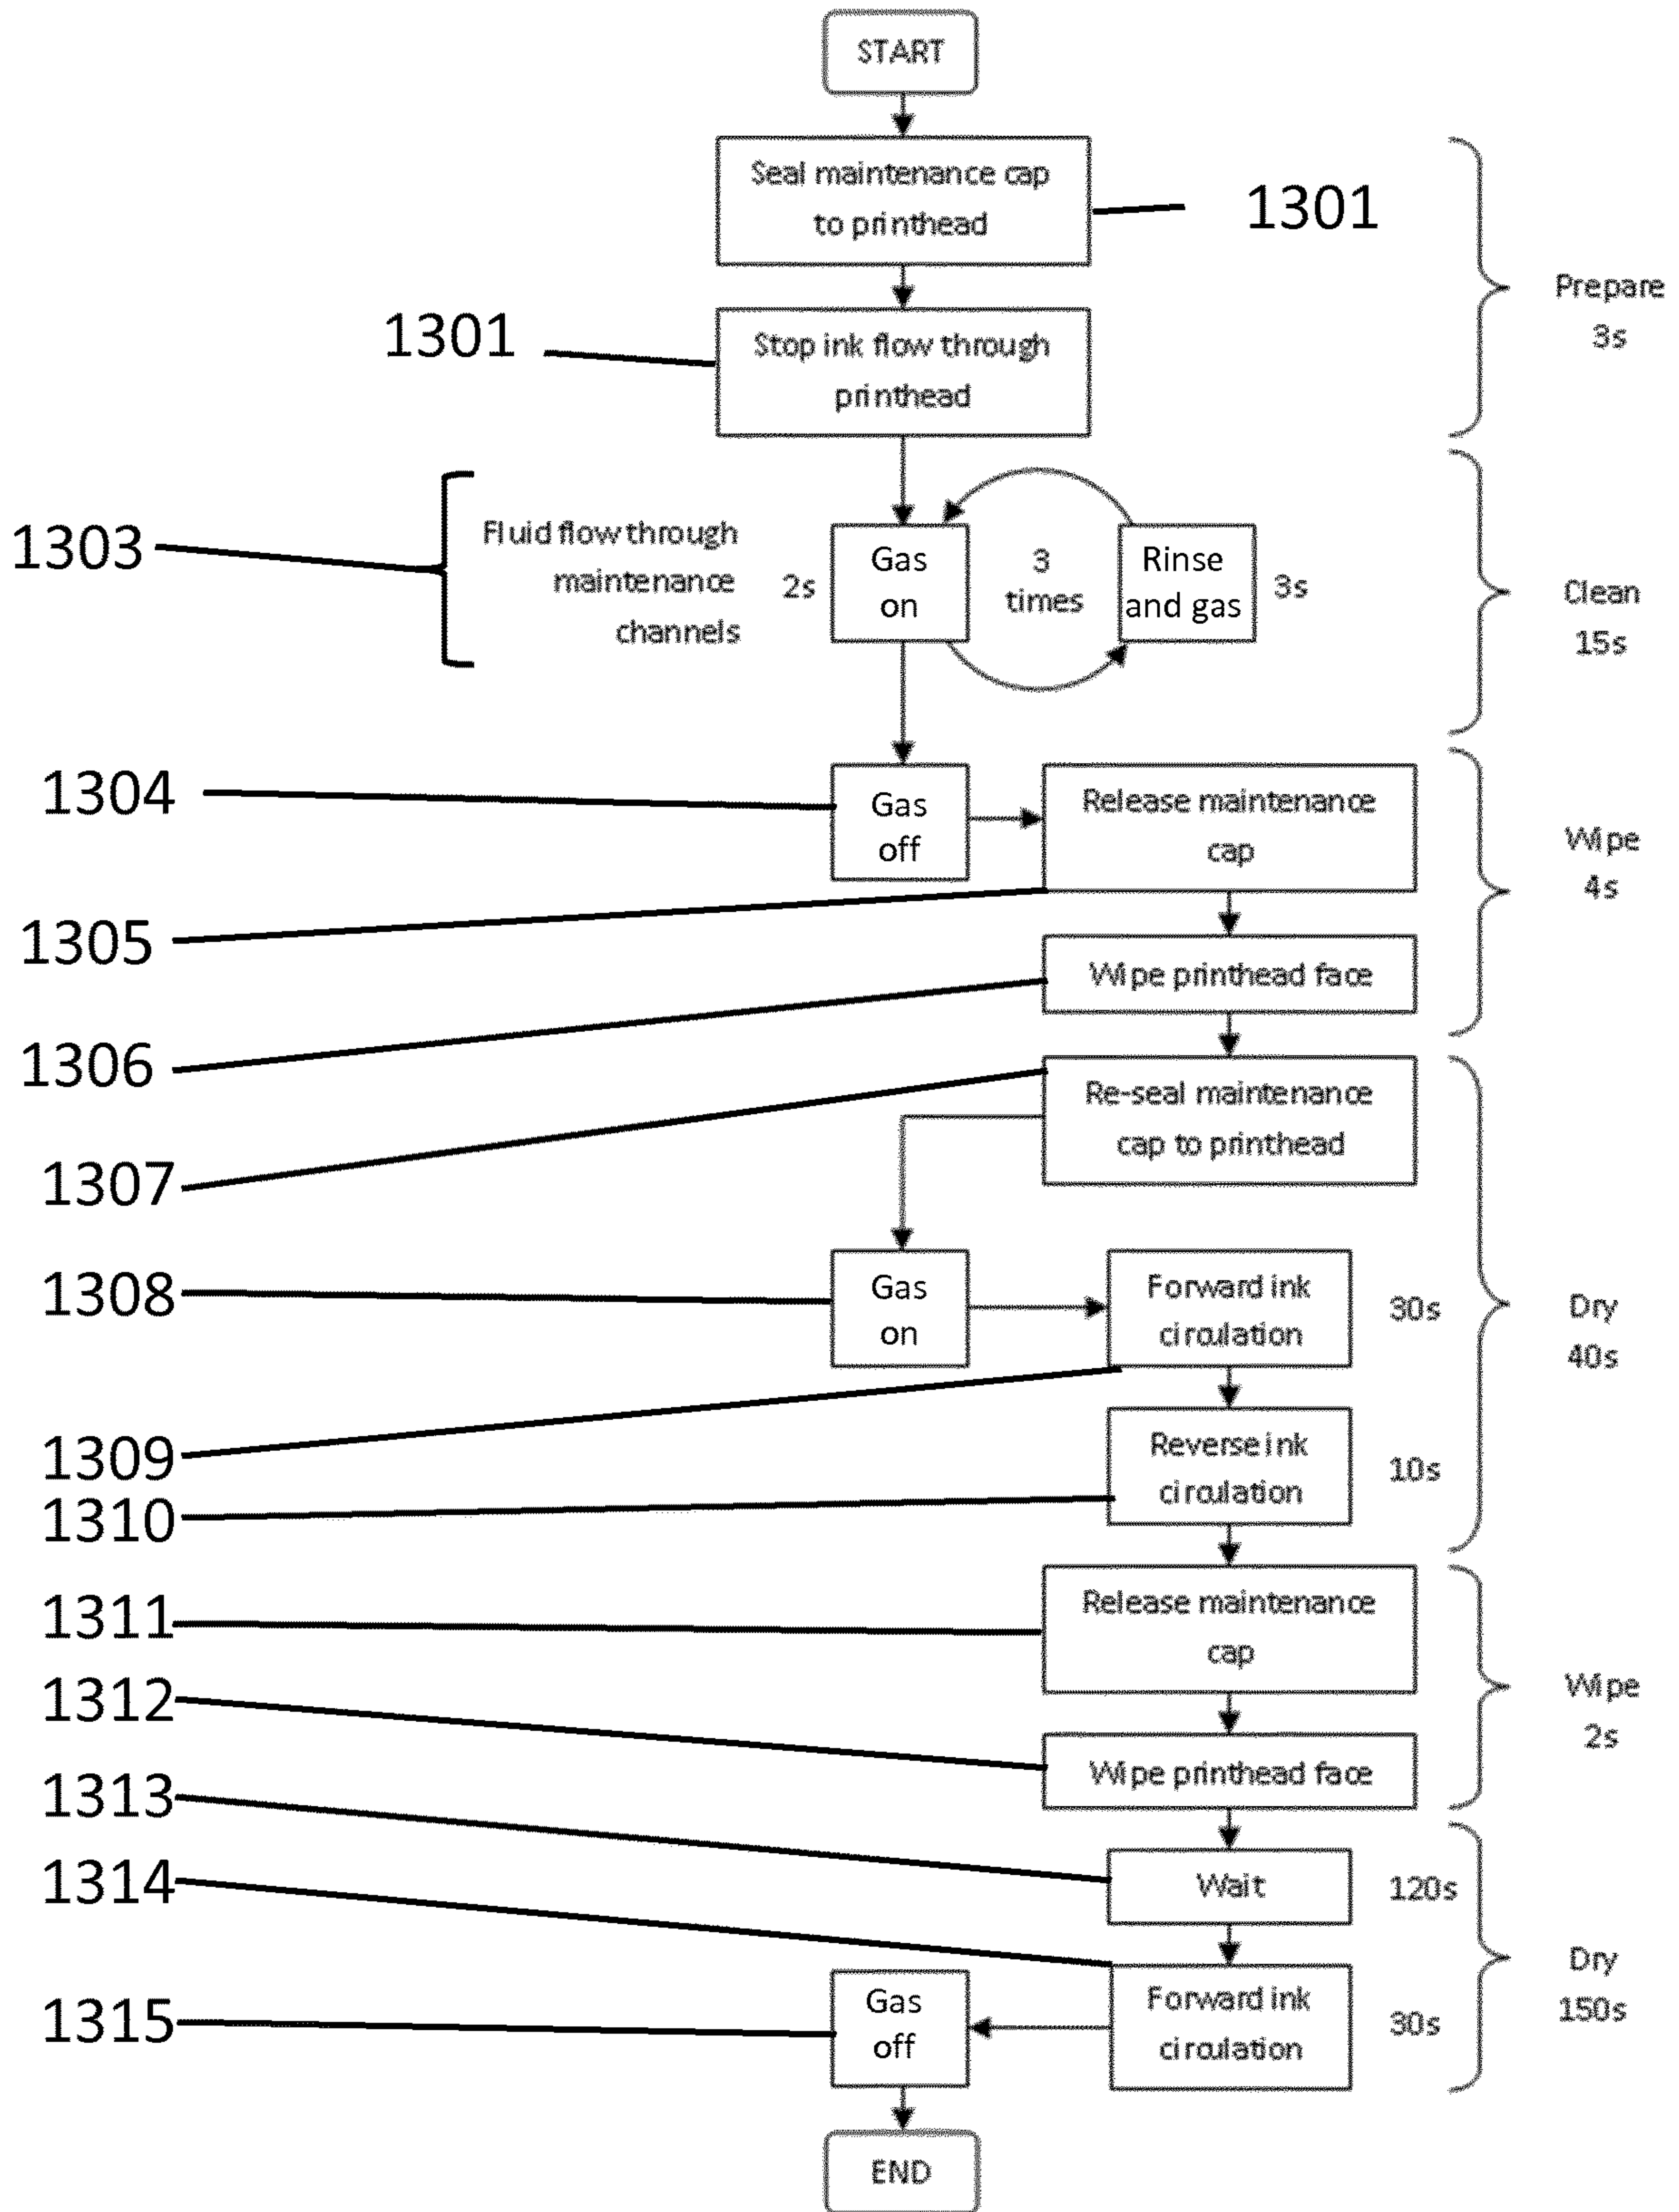 START
Seal maintenance cap
to printhead
1301
Prepare
3s
1301
Stop ink flow through
printhead
1303
Fluid flow through
maintenance
channels
2s
Gas
on
3
times
Rinse
and gas
3s
Clean
15s
1304
Gas
off
Release maintenance
cap
Wipe
4s
1305
Wipe printhead face
1306
Re-seal maintenance
cap to printhead
1307
1308
Gas
on
Forward ink
circulation
30s
Dry
40s
1309
Reverse ink
circulation
10s
1310
Release maintenance
cap
1311
Wipe
2s
1312
Wipe printhead face
1313
Wait
120s
1314
Forward ink
circulation
30s
Dry
150s
Gas
off
1315
END